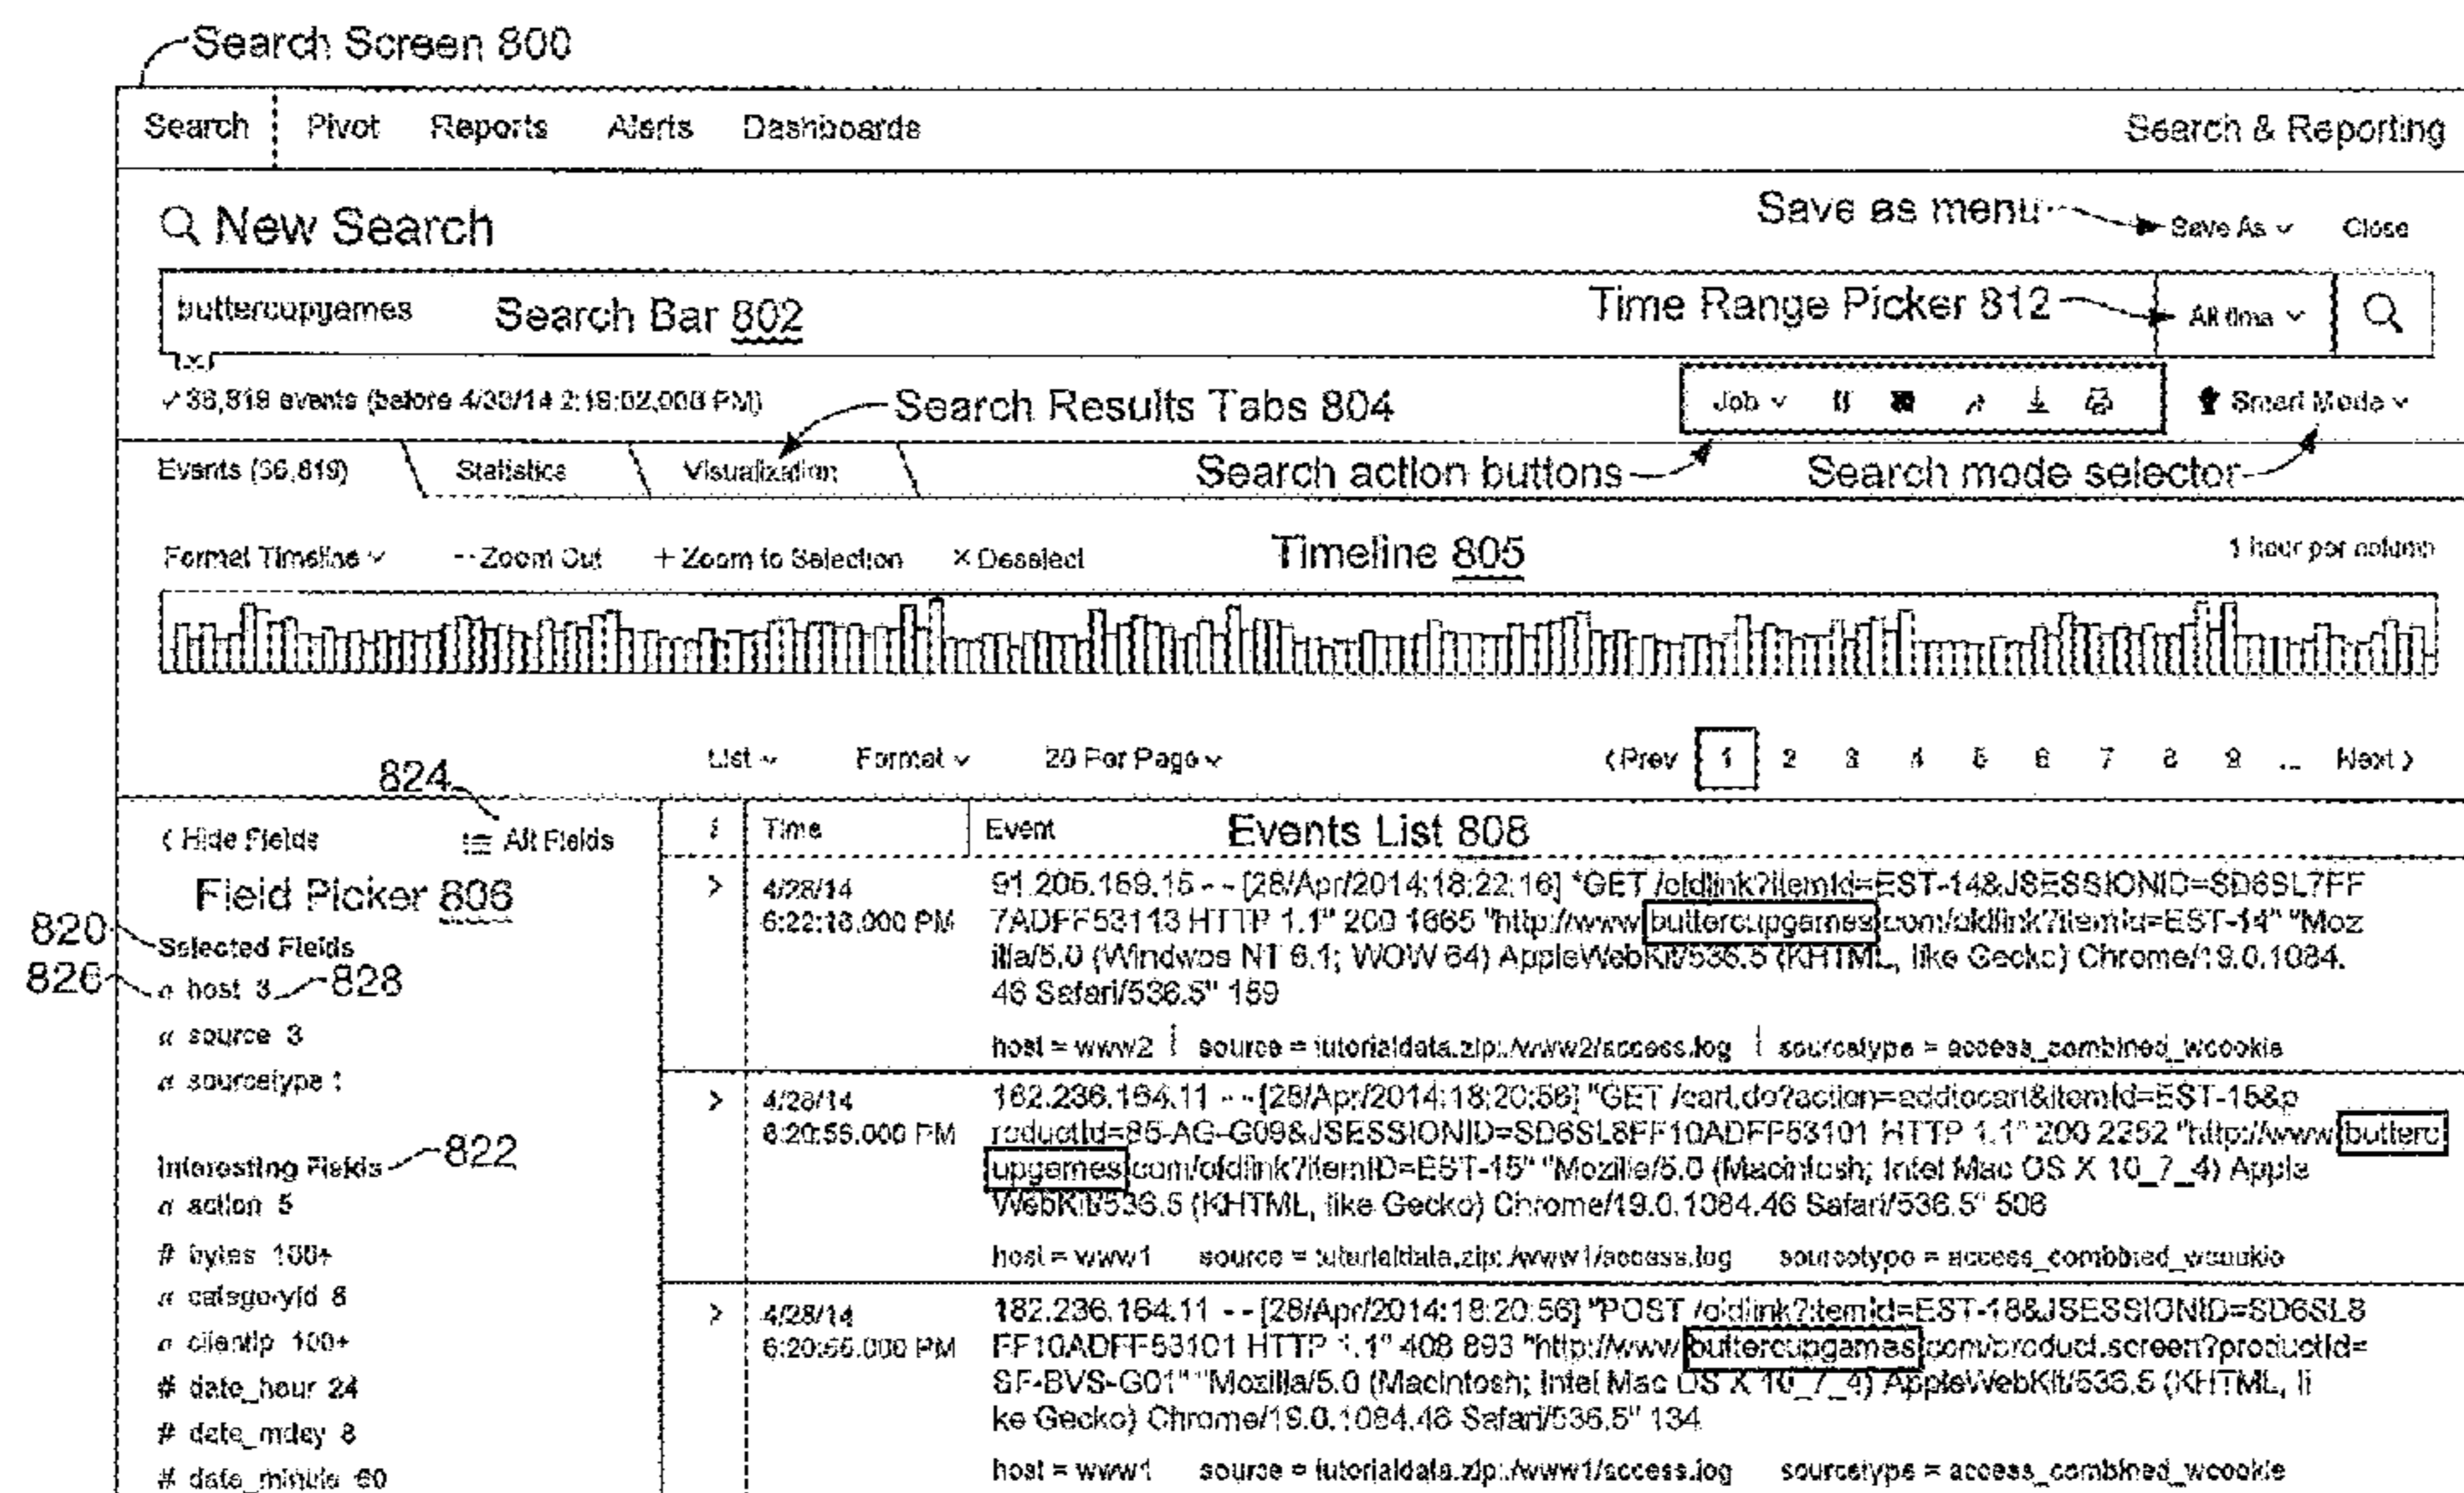 Search Screen 800
Search Pivot Reports Alerts Dashboards Search & Reporting
New Search
Save as menu Save As Close
buttercupgames Search Bar 802 Time Range Picker 812 All time
36,819 events (before 4/30/14 2:19:02.000 PM)
Search Results Tabs 804
Job Smart Mode
Events (36,819) Statistics Visualization Search action buttons Search mode selector
Format Timeline -- Zoom Out + Zoom to Selection × Deselect Timeline 805 1 hour per column
List Format 20 Per Page < Prev 1 2 3 4 5 6 7 8 9 ... Next >
824
< Hide Fields All Fields
i Time Event Events List 808
Field Picker 806
820 Selected Fields
826 a host 3 828
a source 3
a sourcetype 1
Interesting Fields 822
a action 5
# bytes 100+
a categoryId 8
a clientip 100+
# date_hour 24
# date_mday 8
# date_minute 60
> 4/28/14
6:22:16.000 PM
91.205.189.15 - - [28/Apr/2014:18:22:16] "GET /oldlink?itemId=EST-14&JSESSIONID=SD6SL7FF
7ADFF53113 HTTP 1.1" 200 1665 "http://www.buttercupgames.com/oldlink?itemId=EST-14" "Moz
illa/5.0 (Windwos NT 6.1; WOW 64) AppleWebKit/536.5 (KHTML, like Gecko) Chrome/19.0.1084.
46 Safari/536.5" 159
host = www2 source = tutorialdata.zip:./www2/access.log sourcetype = access_combined_wcookie
> 4/28/14
6:20:56.000 PM
182.236.164.11 - - [28/Apr/2014:18:20:56] "GET /cart.do?action=addtocart&itemId=EST-15&p
roductId=85-AG-G09&JSESSIONID=SD6SL8FF10ADFF53101 HTTP 1.1" 200 2252 "http://www.butterc
upgames.com/oldlink?itemID=EST-15" "Mozilla/5.0 (Macintosh; Intel Mac OS X 10_7_4) Apple
WebKit/536.5 (KHTML, like Gecko) Chrome/19.0.1084.46 Safari/536.5" 506
host = www1 source = tutorialdata.zip:./www1/access.log sourcetype = access_combbied_wcookie
> 4/28/14
6:20:55.000 PM
182.236.164.11 - - [28/Apr/2014:18:20:56] "POST /oldlink?itemId=EST-18&JSESSIONID=SD6SL8
FF10ADFF53101 HTTP 1.1" 408 893 "http://www.buttercupgames.com/product.screen?productId=
SF-BVS-G01" "Mozilla/5.0 (Macintosh; Intel Mac OS X 10_7_4) AppleWebKit/536.5 (KHTML, li
ke Gecko) Chrome/19.0.1084.46 Safari/536.5" 134
host = www1 source = tutorialdata.zip:./www1/access.log sourcetype = access_combined_wcookie